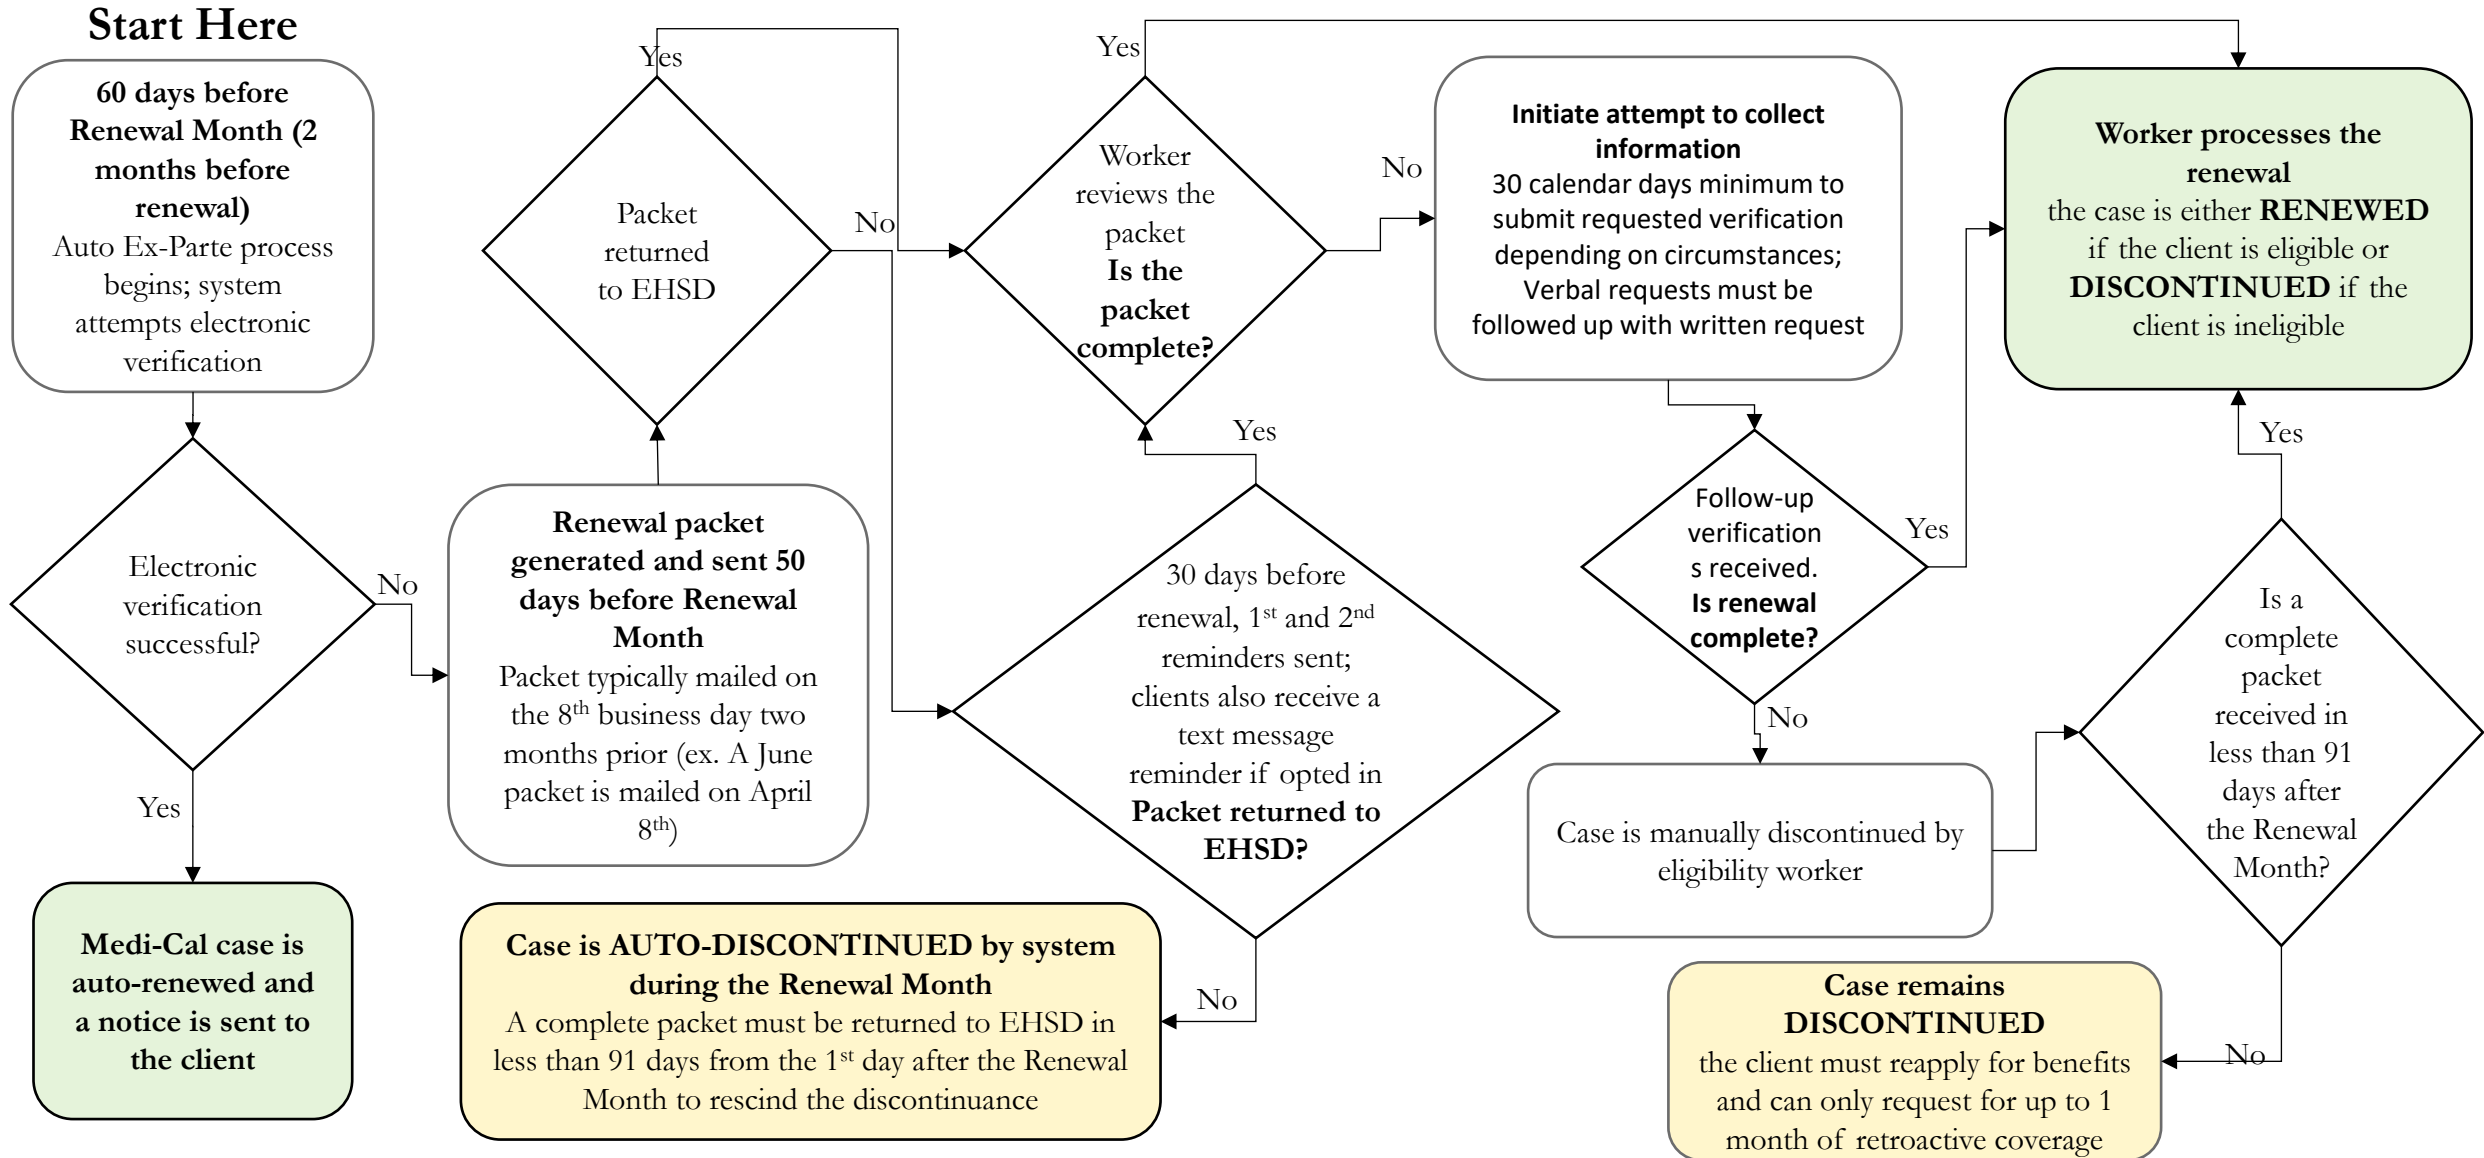 Start Here
60 days before
Renewal Month (2
months before
renewal)
Auto Ex-Parte process
begins; system
attempts electronic
verification
Electronic
verification
successful?
No
Yes
Medi-Cal case is
auto-renewed and
a notice is sent to
the client
Renewal packet
generated and sent 50
days before Renewal
Month
Packet typically mailed on
the 8th business day two
months prior (ex. A June
packet is mailed on April
8th)
Packet
returned
to EHSD
Yes
No
30 days before
renewal, 1st and 2nd
reminders sent;
clients also receive a
text message
reminder if opted in
Packet returned to
EHSD?
Yes
No
Case is AUTO-DISCONTINUED by system
during the Renewal Month
A complete packet must be returned to EHSD in
less than 91 days from the 1st day after the Renewal
Month to rescind the discontinuance
Worker
reviews the
packet
Is the
packet
complete?
Yes
No
Initiate attempt to collect
information
30 calendar days minimum to
submit requested verification
depending on circumstances;
Verbal requests must be
followed up with written request
Follow-up
verification
s received.
Is renewal
complete?
Yes
No
Case is manually discontinued by
eligibility worker
Is a
complete
packet
received in
less than 91
days after
the Renewal
Month?
Yes
No
Worker processes the
renewal
the case is either RENEWED
if the client is eligible or
DISCONTINUED if the
client is ineligible
Case remains
DISCONTINUED
the client must reapply for benefits
and can only request for up to 1
month of retroactive coverage